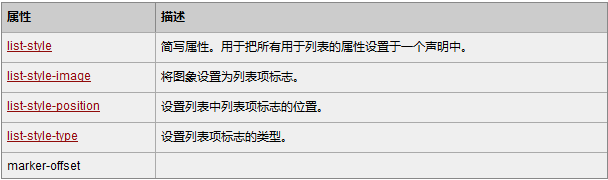 属性 描述
list-style 简写属性。用于把所有用于列表的属性设置于一个声明中。
list-style-image 将图象设置为列表项标志。
list-style-position 设置列表中列表项标志的位置。
list-style-type 设置列表项标志的类型。
marker-offset